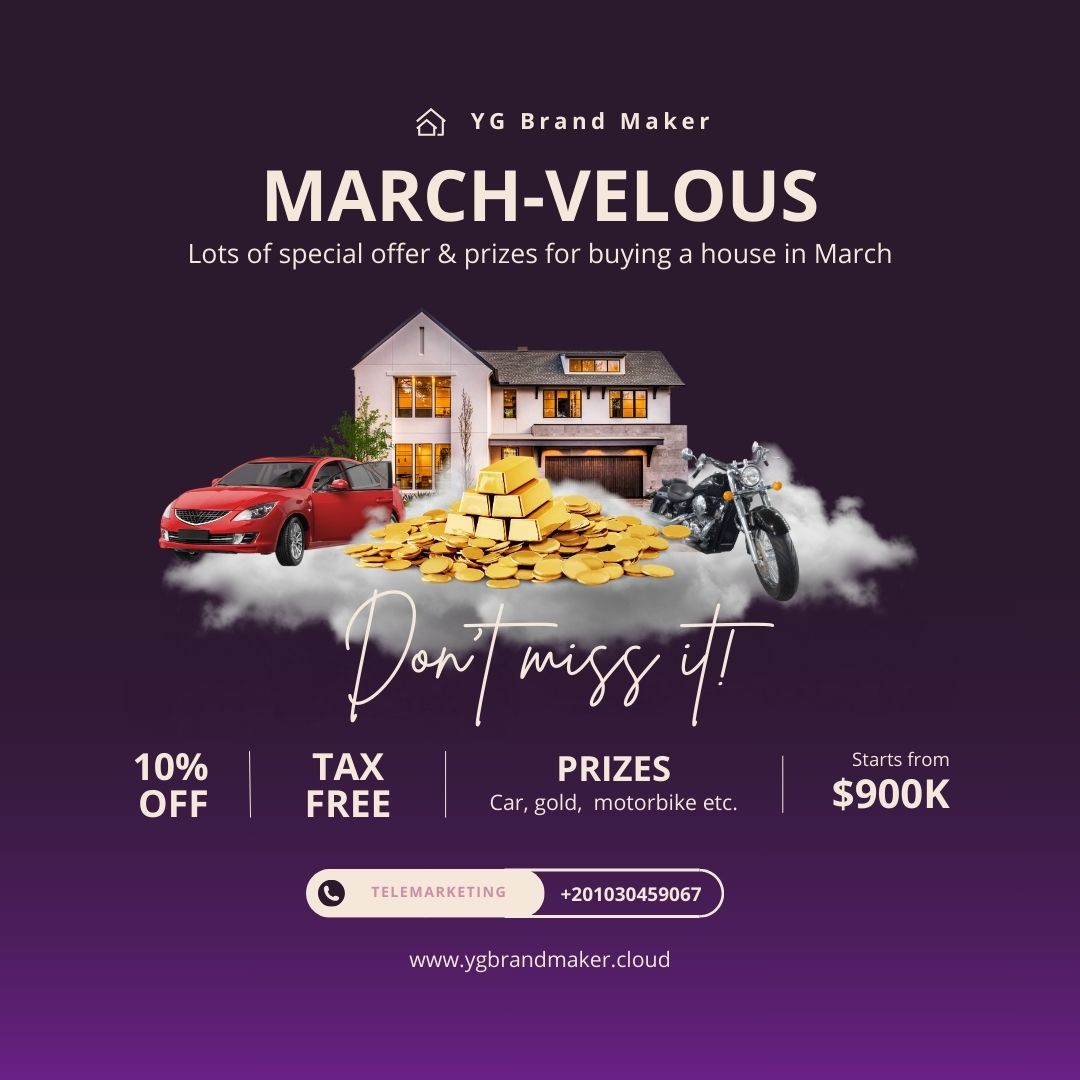 YG Brand Maker
MARCH-VELOUS
Lots of special offer & prizes for buying a house in March
Don't miss it!
10%
OFF
TAX
FREE
PRIZES
Car, gold,  motorbike etc.
Starts from
$900K
TELEMARKETING
+201030459067
www.ygbrandmaker.cloud